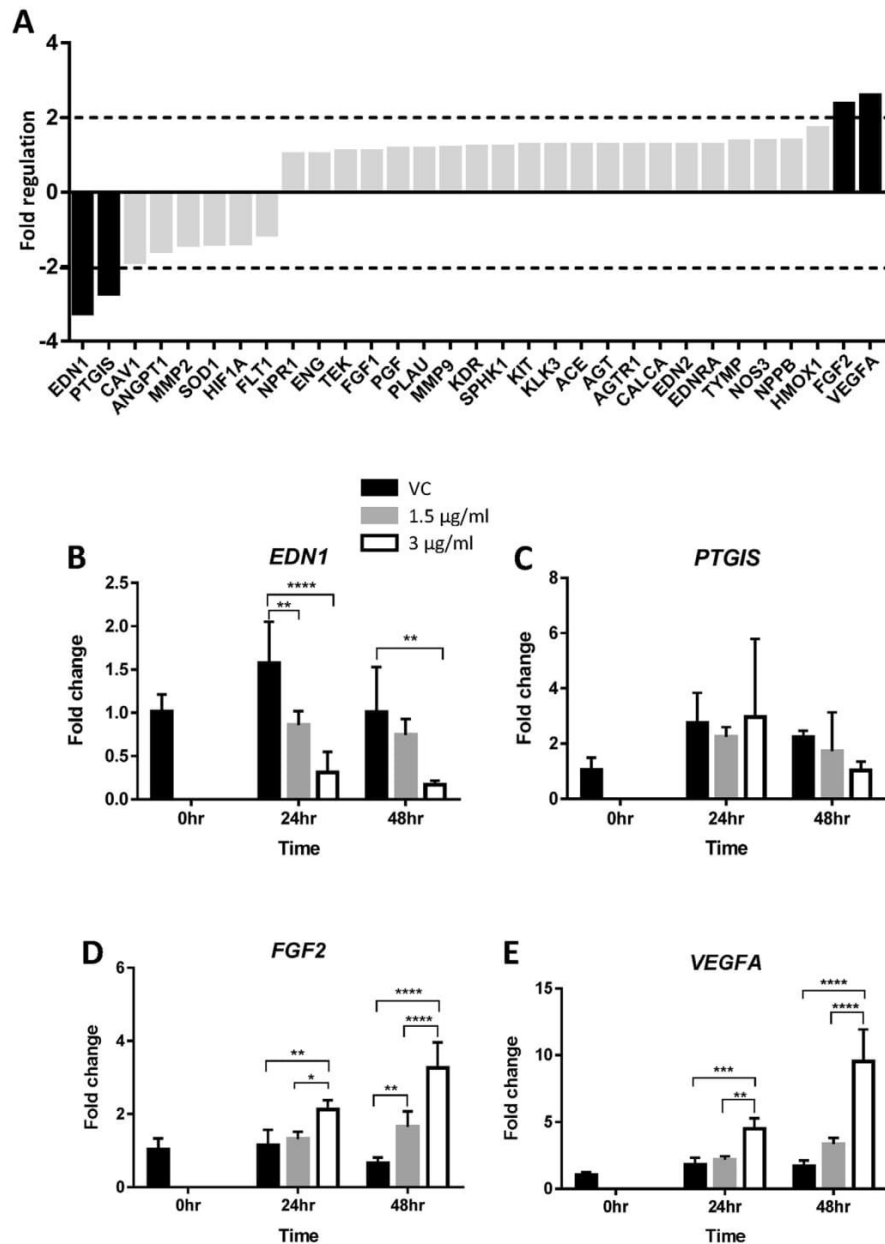 A
Fold regulation
4
2
0
-2
-4
EDN1
PTGIS
CAV1
ANGPT1
MMP2
SOD1
HIF1A
FLT1
NPR1
ENG
TEK
FGF1
PGF
PLAU
MMP9
KDR
SPHK1
KIT
KLK3
ACE
AGT
AGTR1
CALCA
EDN2
EDNRA
TYMP
NOS3
NPPB
HMOX1
FGF2
VEGFA
VC
1.5 µg/ml
3 µg/ml
B
EDN1
Fold change
2.5
2.0
1.5
1.0
0.5
0.0
****
**
**
0hr
24hr
48hr
Time
C
PTGIS
Fold change
8
6
4
2
0
0hr
24hr
48hr
Time
D
FGF2
Fold change
6
4
2
0
**
*
****
****
**
0hr
24hr
48hr
Time
E
VEGFA
Fold change
15
10
5
0
***
**
****
****
0hr
24hr
48hr
Time